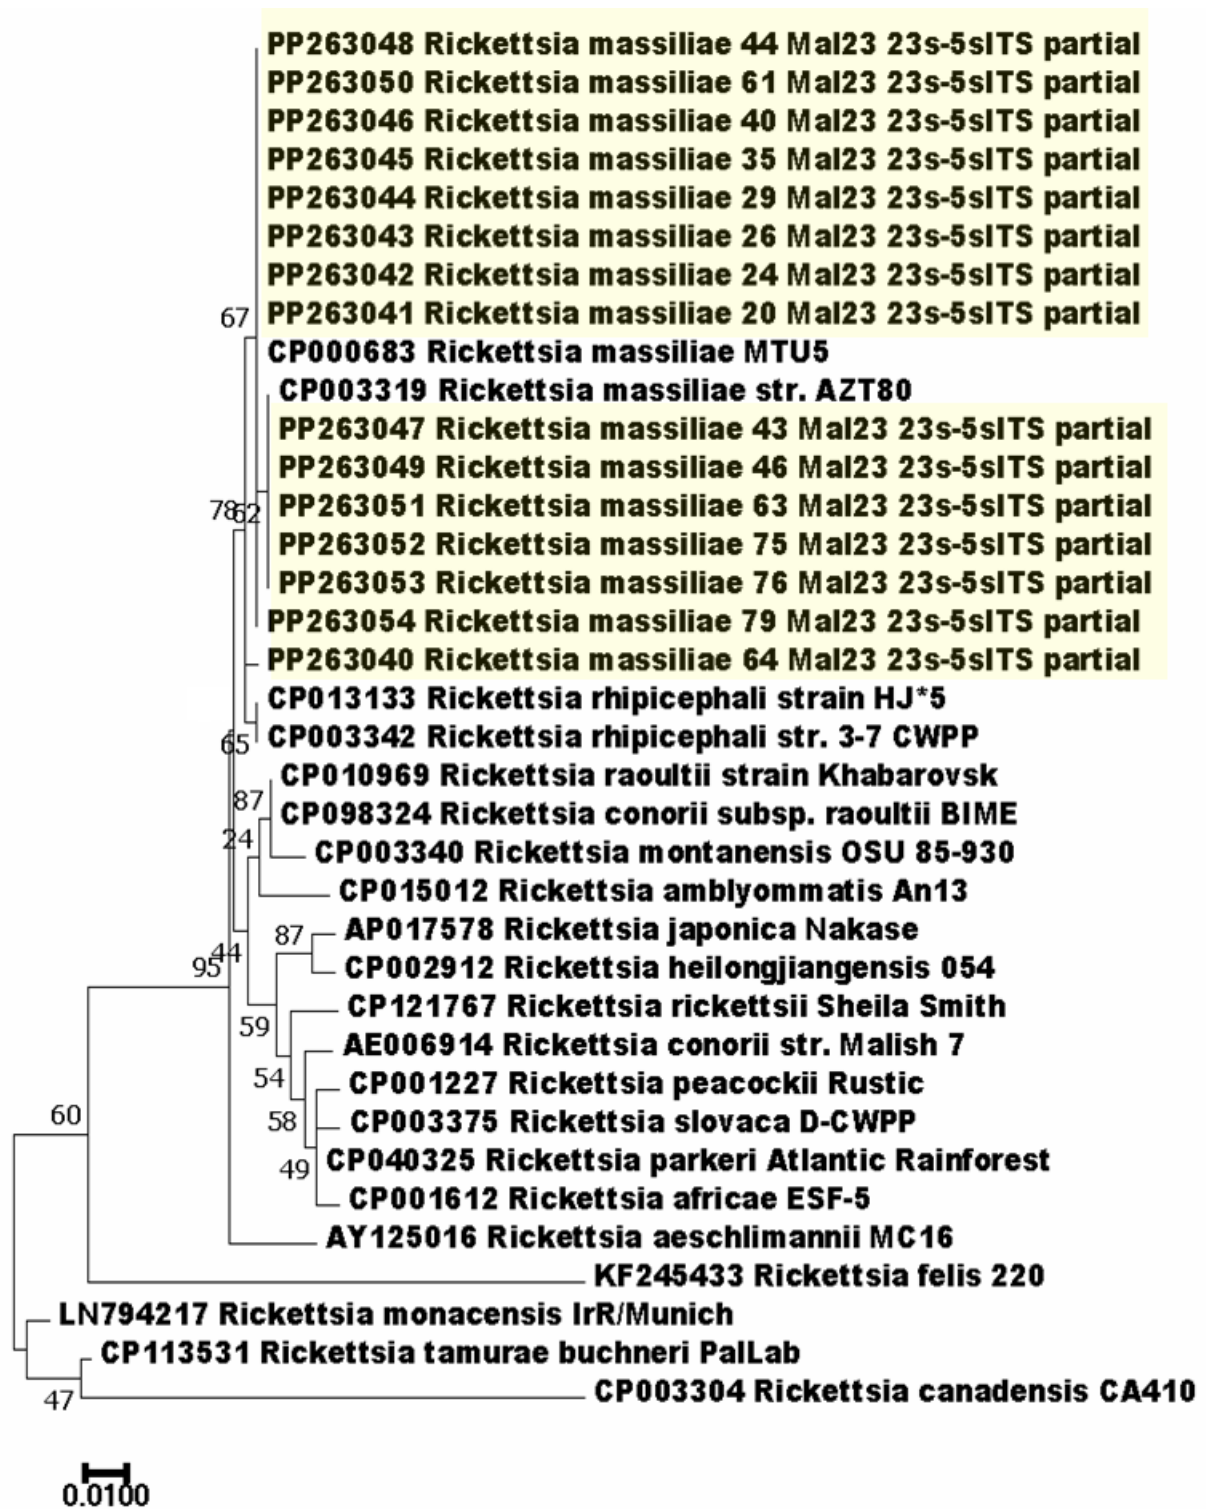 PP263048 Rickettsia massiliae 44 Mal23 23s-5sITS partial
PP263050 Rickettsia massiliae 61 Mal23 23s-5sITS partial
PP263046 Rickettsia massiliae 40 Mal23 23s-5sITS partial
PP263045 Rickettsia massiliae 35 Mal23 23s-5sITS partial
PP263044 Rickettsia massiliae 29 Mal23 23s-5sITS partial
PP263043 Rickettsia massiliae 26 Mal23 23s-5sITS partial
PP263042 Rickettsia massiliae 24 Mal23 23s-5sITS partial
PP263041 Rickettsia massiliae 20 Mal23 23s-5sITS partial
67
CP000683 Rickettsia massiliae MTU5
CP003319 Rickettsia massiliae str. AZT80
PP263047 Rickettsia massiliae 43 Mal23 23s-5sITS partial
PP263049 Rickettsia massiliae 46 Mal23 23s-5sITS partial
78 62 PP263051 Rickettsia massiliae 63 Mal23 23s-5sITS partial
PP263052 Rickettsia massiliae 75 Mal23 23s-5sITS partial
PP263053 Rickettsia massiliae 76 Mal23 23s-5sITS partial
PP263054 Rickettsia massiliae 79 Mal23 23s-5sITS partial
PP263040 Rickettsia massiliae 64 Mal23 23s-5sITS partial
CP013133 Rickettsia rhipicephali strain HJ*5
65 CP003342 Rickettsia rhipicephali str. 3-7 CWPP
CP010969 Rickettsia raoultii strain Khabarovsk
87
CP098324 Rickettsia conorii subsp. raoultii BIME
24
CP003340 Rickettsia montanensis OSU 85-930
CP015012 Rickettsia amblyommatis An13
87 AP017578 Rickettsia japonica Nakase
44
95 CP002912 Rickettsia heilongjiangensis 054
CP121767 Rickettsia rickettsii Sheila Smith
59
AE006914 Rickettsia conorii str. Malish 7
54 CP001227 Rickettsia peacockii Rustic
60
58 CP003375 Rickettsia slovaca D-CWPP
49 CP040325 Rickettsia parkeri Atlantic Rainforest
CP001612 Rickettsia africae ESF-5
AY125016 Rickettsia aeschlimannii MC16
KF245433 Rickettsia felis 220
LN794217 Rickettsia monacensis IrR/Munich
CP113531 Rickettsia tamurae buchneri PalLab
47 CP003304 Rickettsia canadensis CA410
0.0100